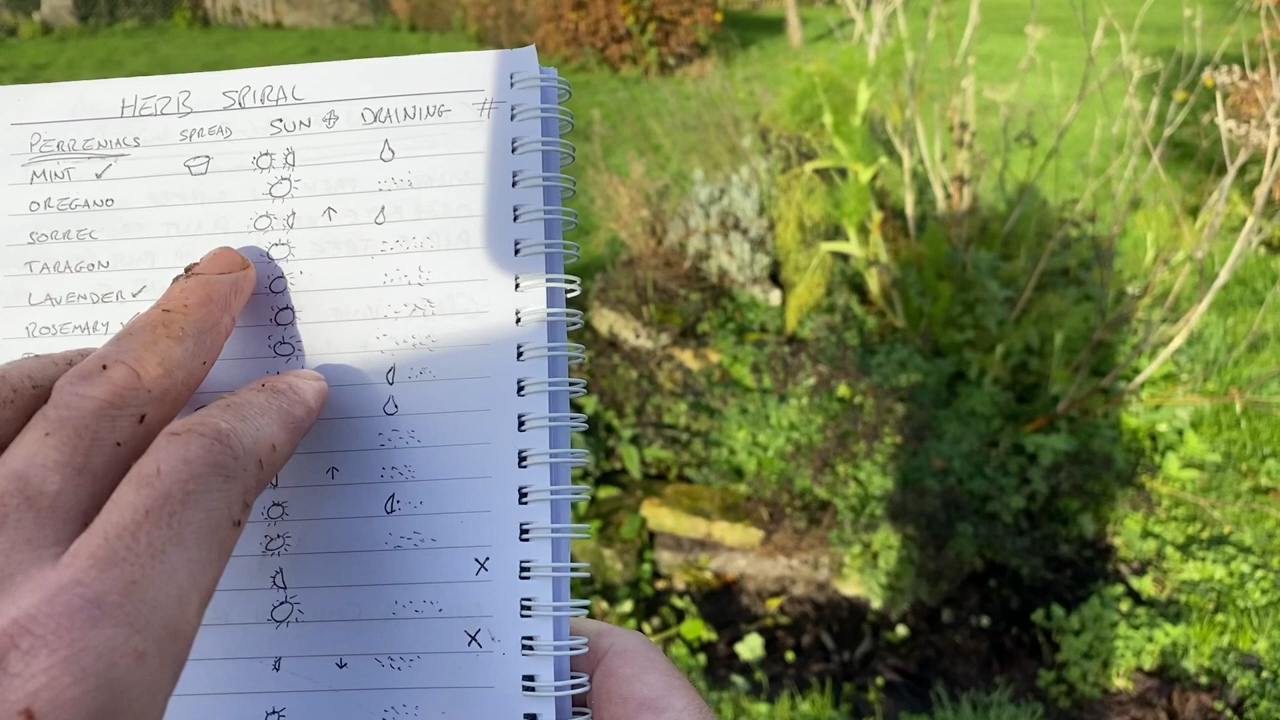 HERB SPIRAL
PERRENIALS SPREAD SUN DRAINING #
MINT ✓
OREGANO
SORREL
TARAGON
LAVENDER ✓
ROSEMARY ✓